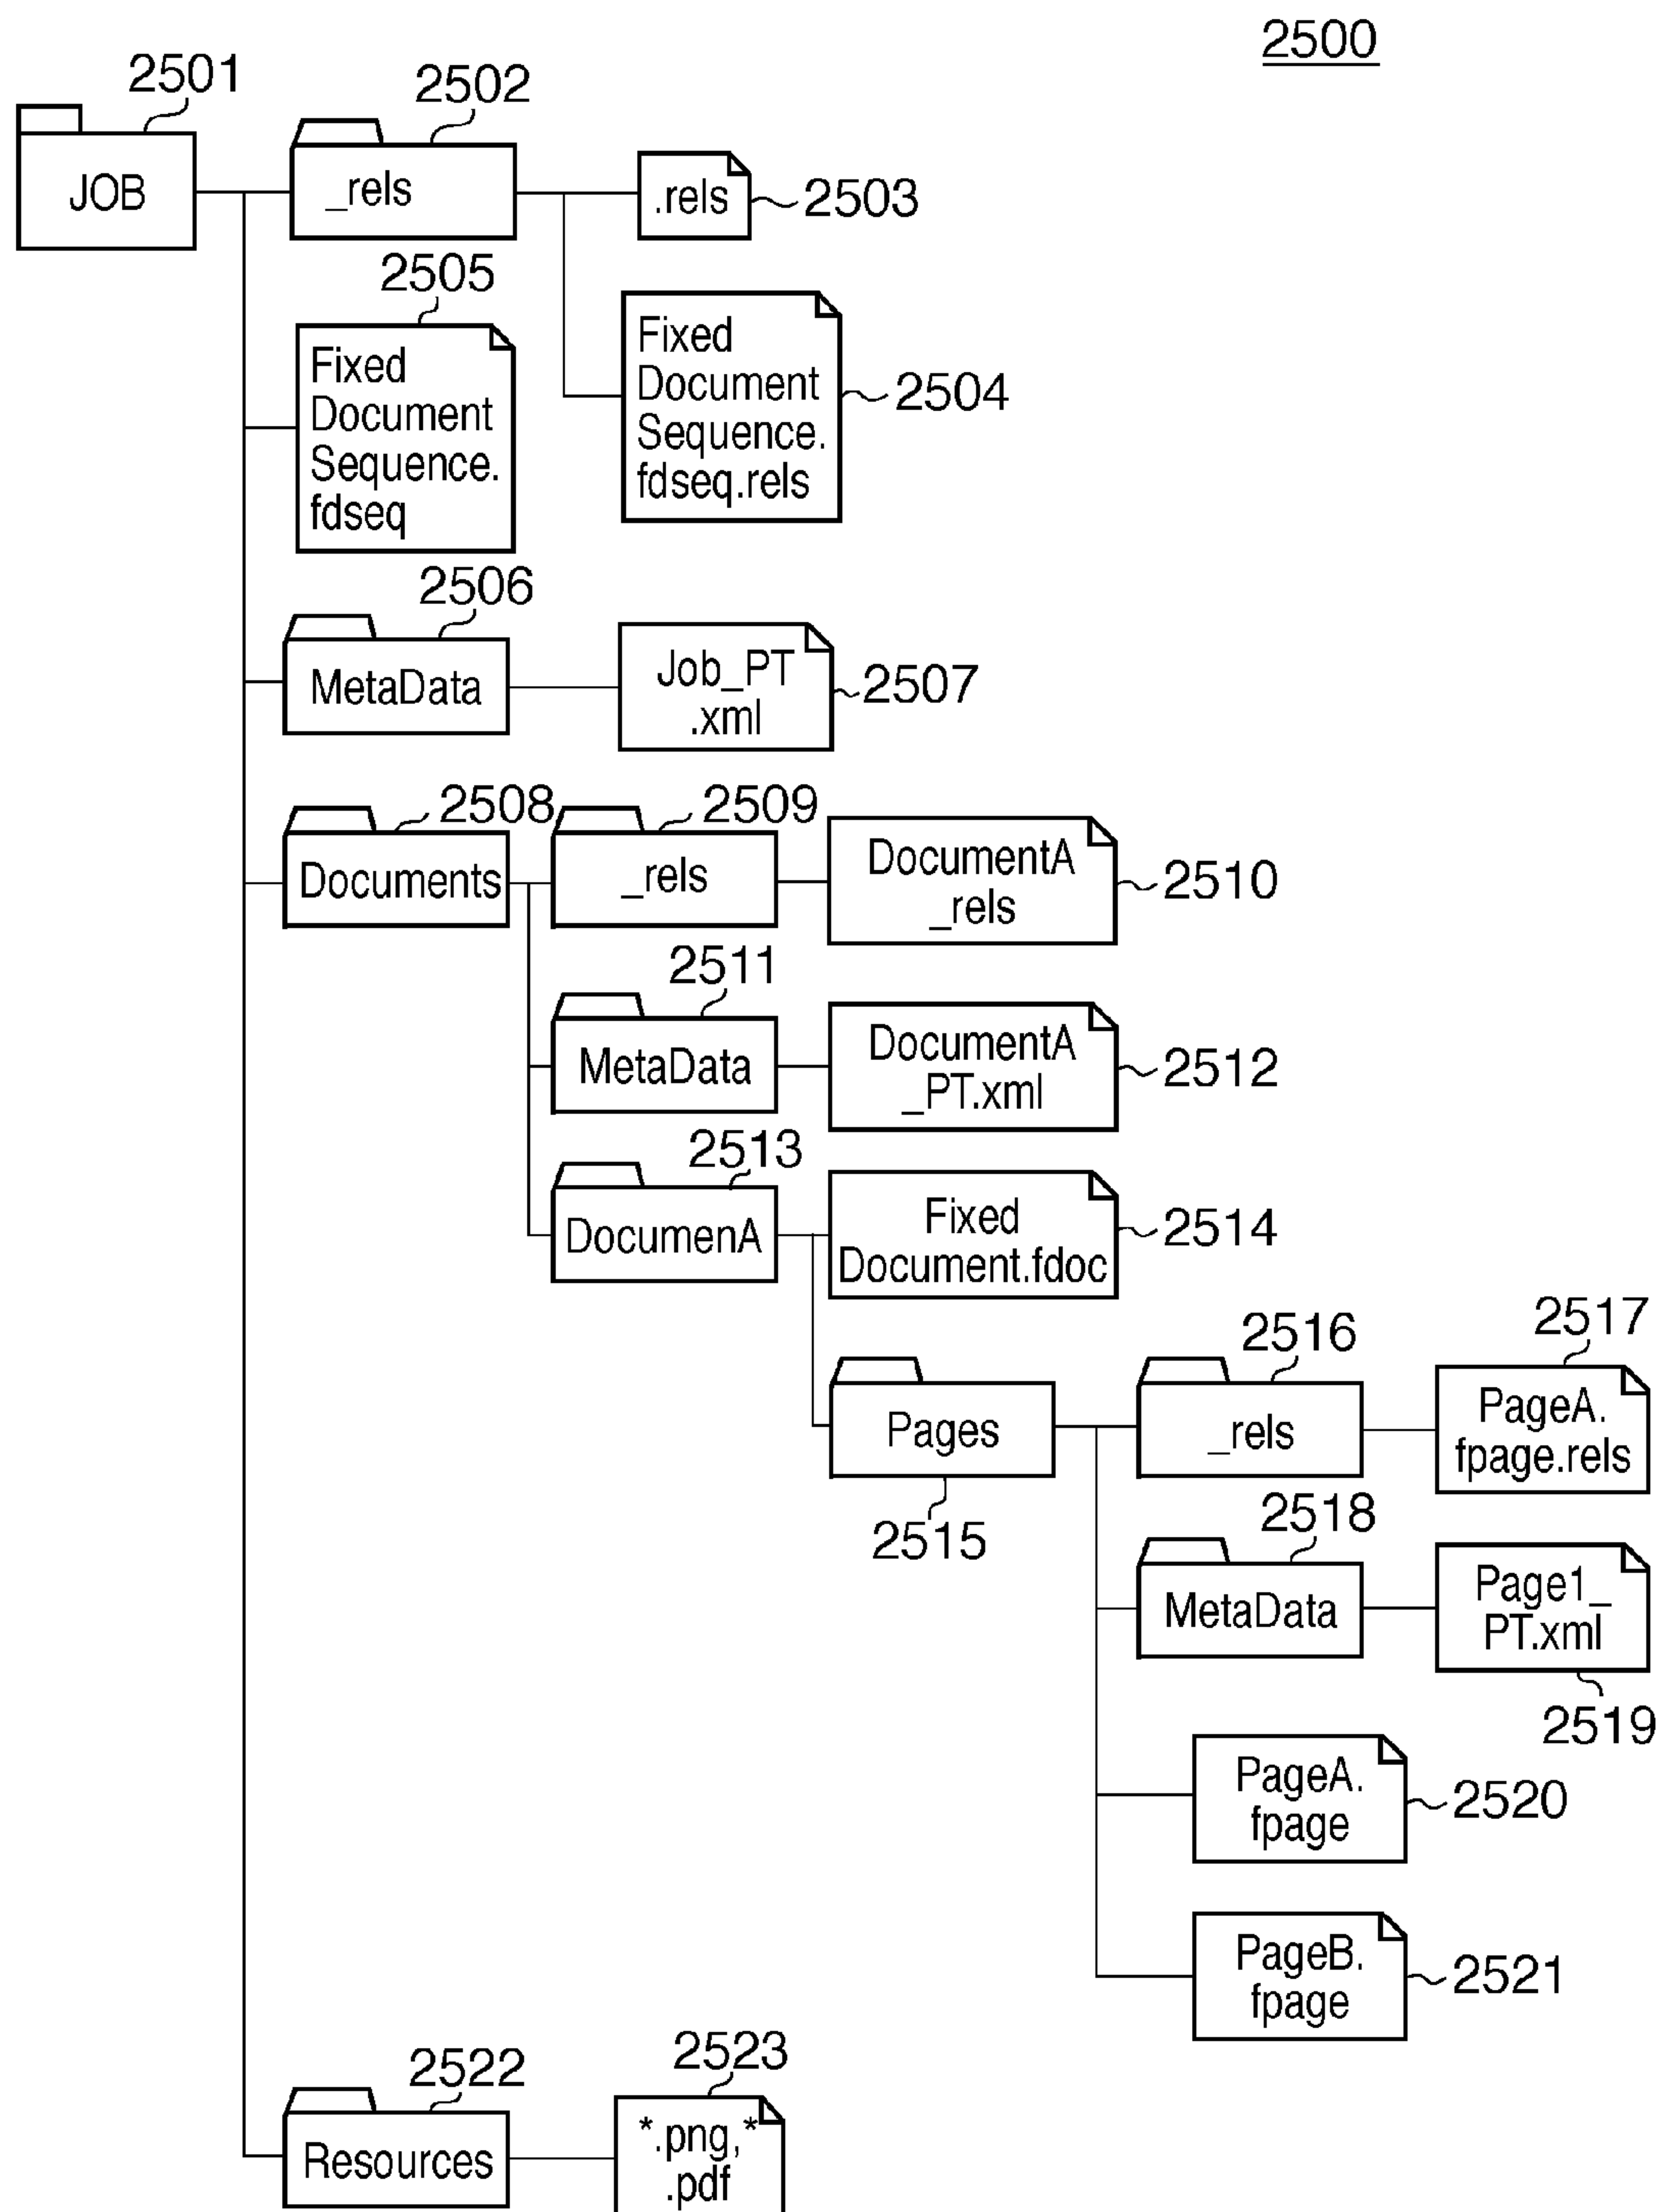 2500
2501
2502
JOB
_rels
.rels
2503
2505
Fixed
Document
Sequence.
fdseq
Fixed
Document
Sequence.
fdseq.rels
2504
2506
MetaData
Job_PT
.xml
2507
2508
Documents
2509
_rels
DocumentA
_rels
2510
2511
MetaData
DocumentA
_PT.xml
2512
2513
DocumenA
Fixed
Document.fdoc
2514
Pages
2515
2516
_rels
2517
PageA.
fpage.rels
2518
MetaData
Page1_
PT.xml
2519
PageA.
fpage
2520
PageB.
fpage
2521
2522
Resources
2523
*.png,*
.pdf